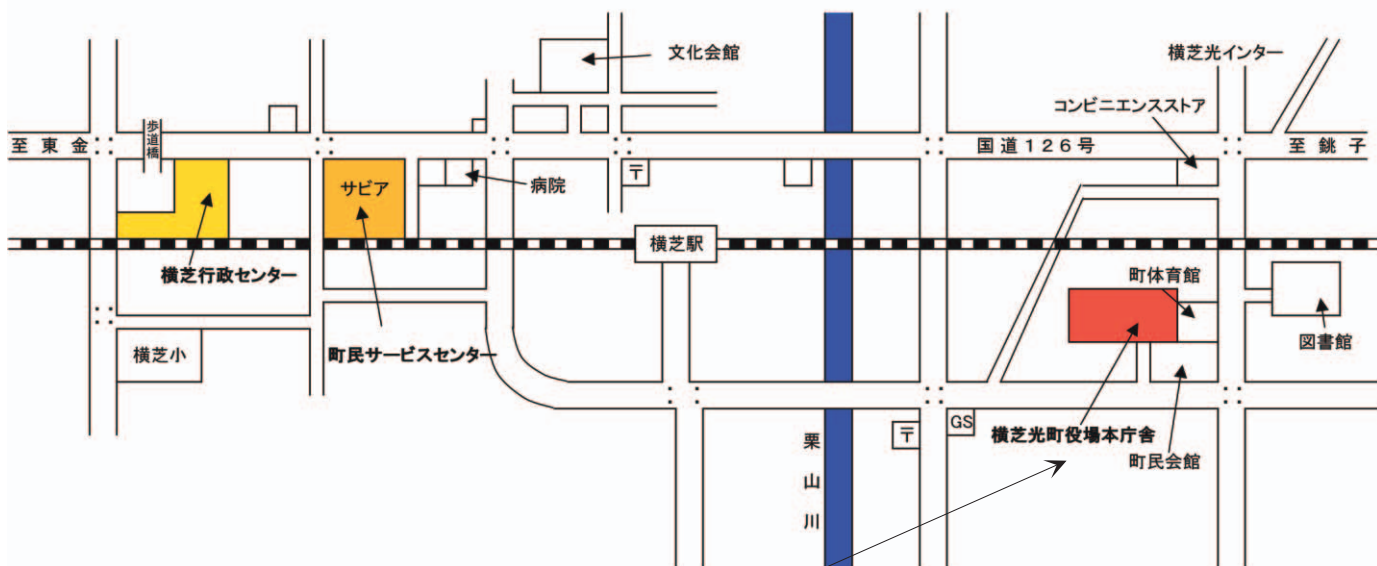 文化会館
横芝光インター
コンビニエンスストア
至東金
歩道橋
国道126号
至銚子
サビア
病院
〒
横芝駅
横芝行政センター
町体育館
横芝小
町民サービスセンター
図書館
〒
GS
横芝光町役場本庁舎
町民会館
栗山川